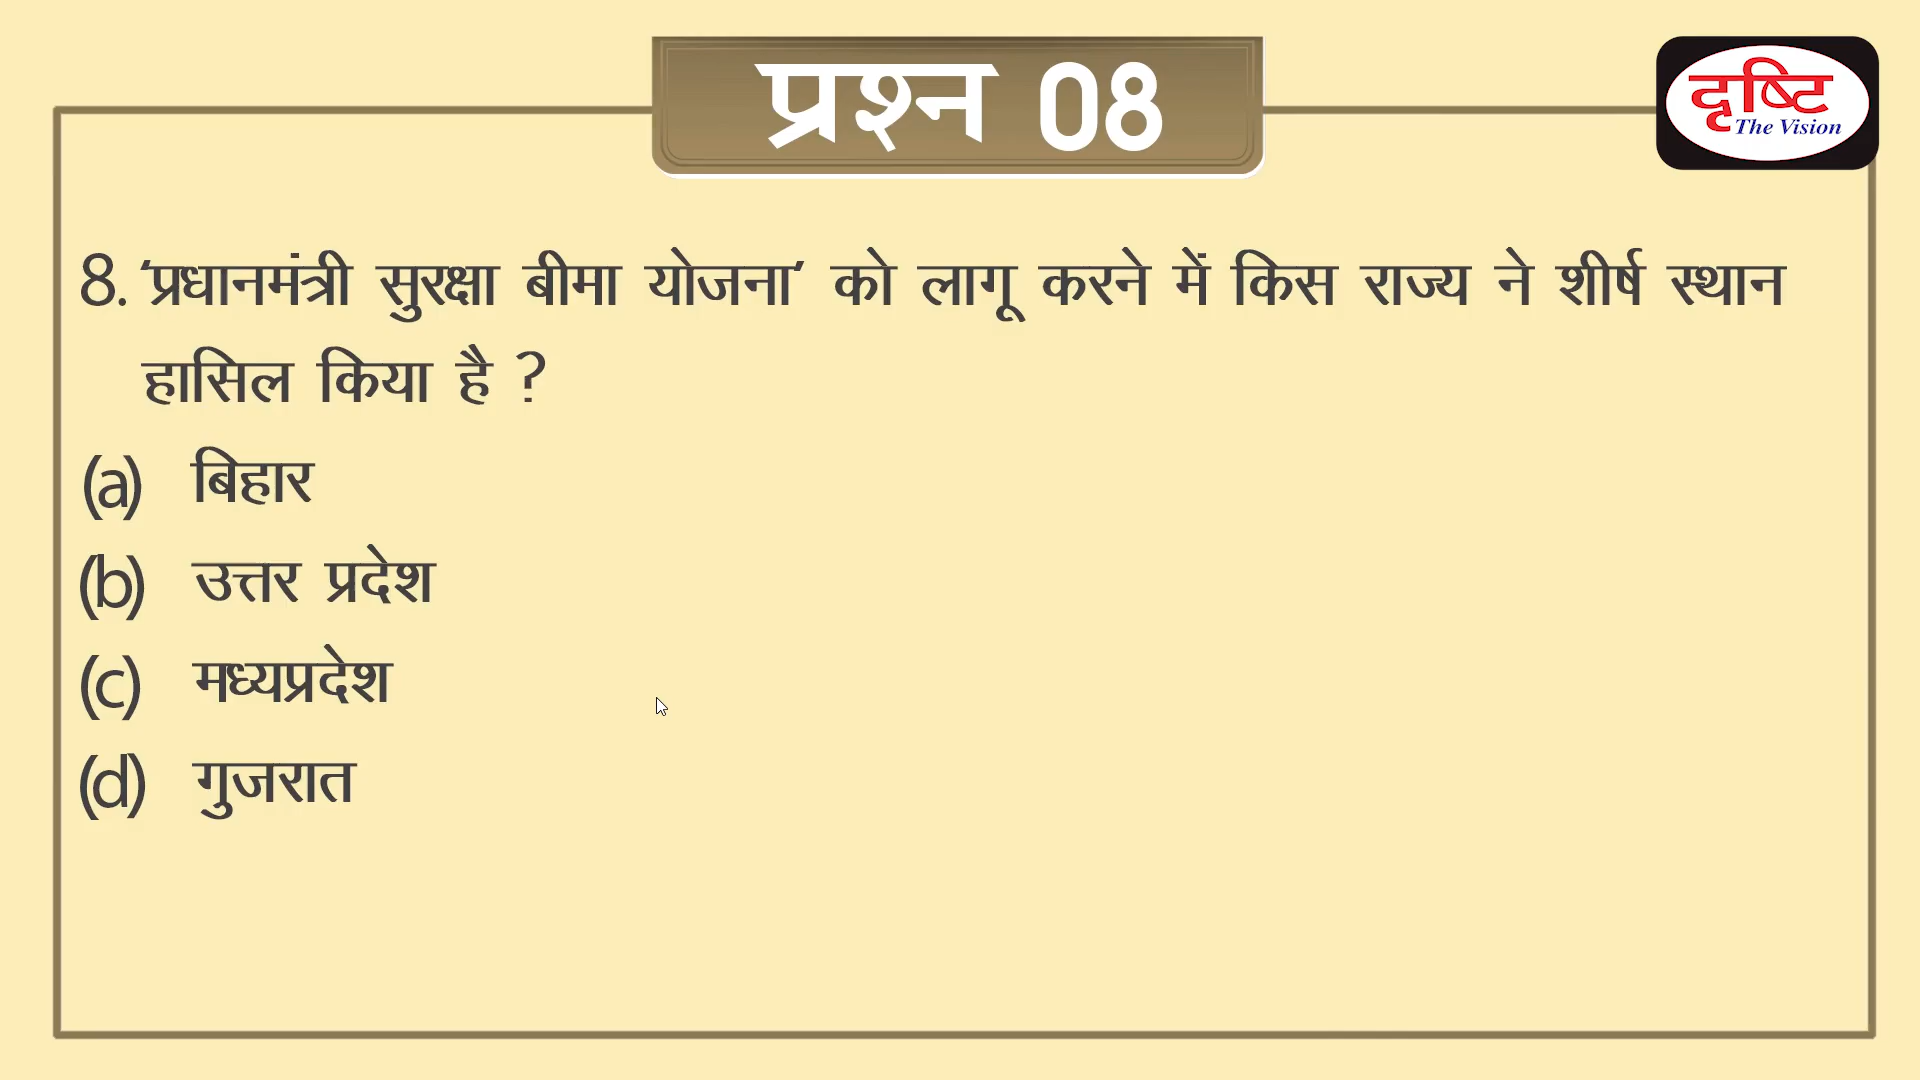 प्रश्न 08
दृष्टि
The Vision
8. ‘प्रधानमंत्री सुरक्षा बीमा योजना’ को लागू करने में किस राज्य ने शीर्ष स्थान
हासिल किया है ?
(a) बिहार
(b) उत्तर प्रदेश
(c) मध्यप्रदेश
(d) गुजरात